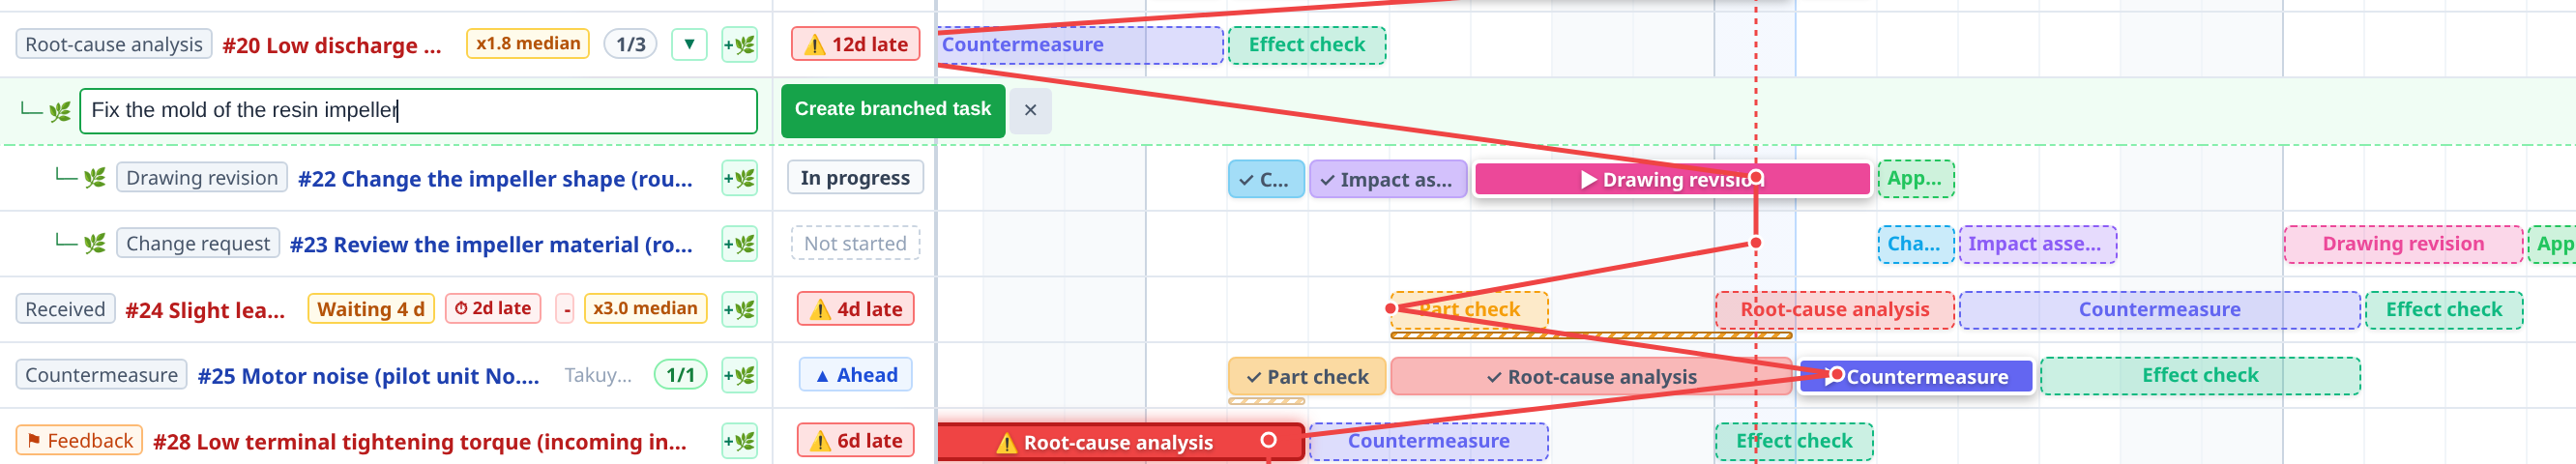 Root-cause analysis #20 Low discharge ... x1.8 median 1/3 ▼ + ⚠ 12d late Countermeasure Effect check
Fix the mold of the resin impeller Create branched task ×
Drawing revision #22 Change the impeller shape (rou... + In progress ✓ C... ✓ Impact as... ▶ Drawing revision App...
Change request #23 Review the impeller material (ro... + Not started Cha... Impact asse... Drawing revision App
Received #24 Slight lea... Waiting 4 d ⏱ 2d late - x3.0 median + ⚠ 4d late Part check Root-cause analysis Countermeasure Effect check
Countermeasure #25 Motor noise (pilot unit No.... Takuy... 1/1 + ▲ Ahead ✓ Part check ✓ Root-cause analysis ▶ Countermeasure Effect check
⚑ Feedback #28 Low terminal tightening torque (incoming in... + ⚠ 6d late ⚠ Root-cause analysis Countermeasure Effect check